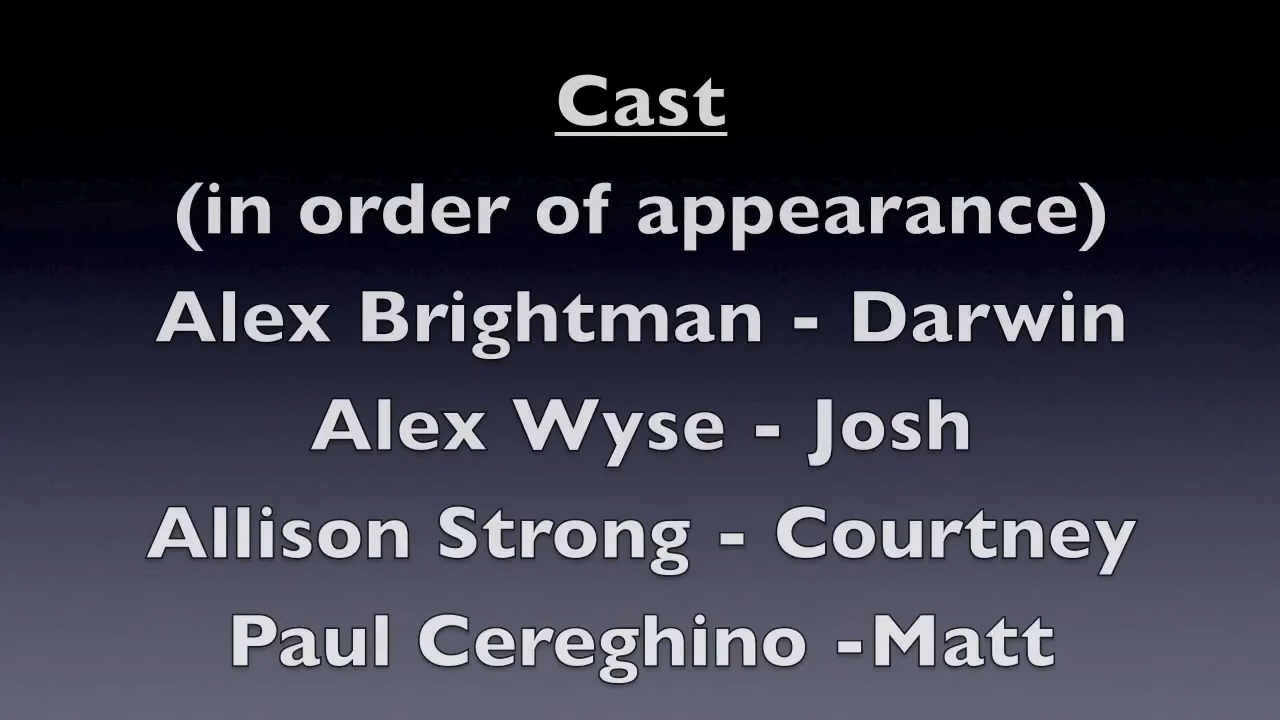 Cast
(in order of appearance)
Alex Brightman - Darwin
Alex Wyse - Josh
Allison Strong - Courtney
Paul Cereghino -Matt